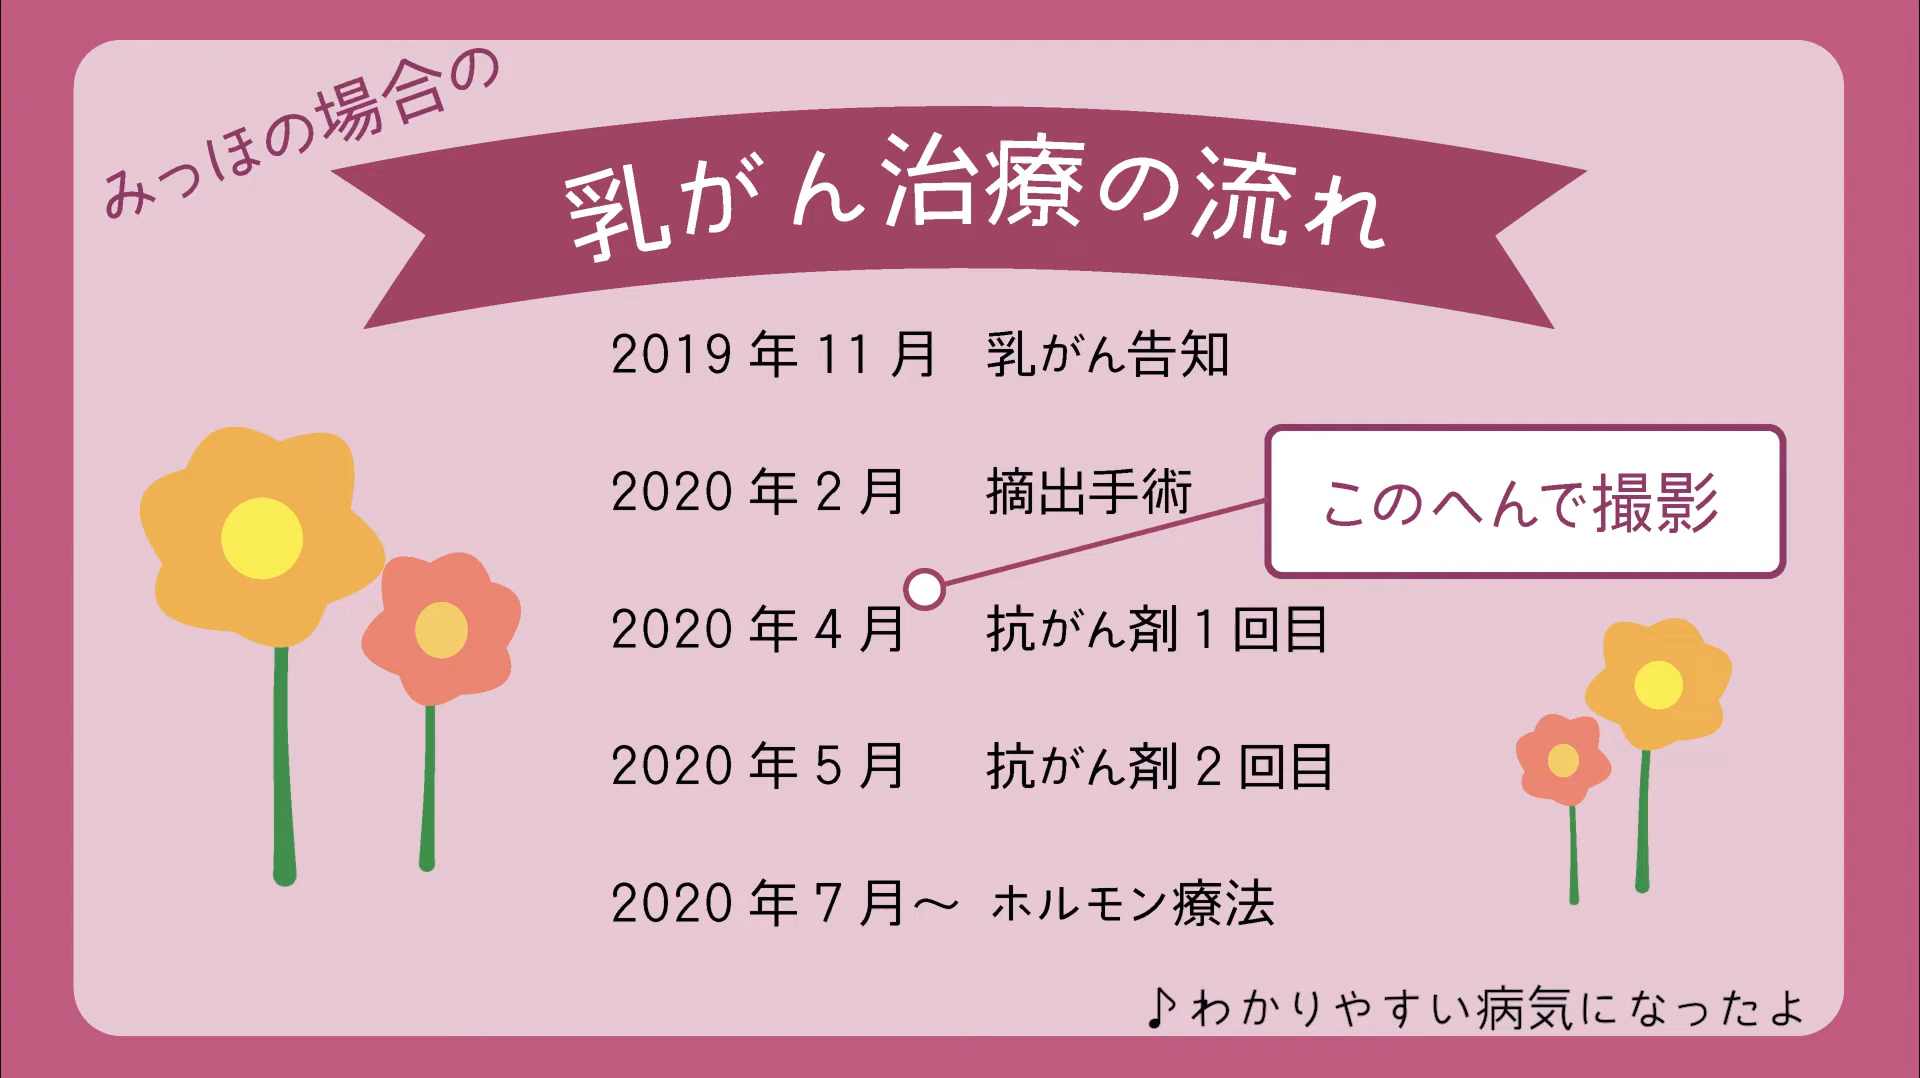 みっほの場合の
乳がん治療の流れ
2019年11月 乳がん告知
2020年2月 摘出手術
このへんで撮影
2020年4月 抗がん剤1回目
2020年5月 抗がん剤2回目
2020年7月～ ホルモン療法
♪わかりやすい病気になったよ